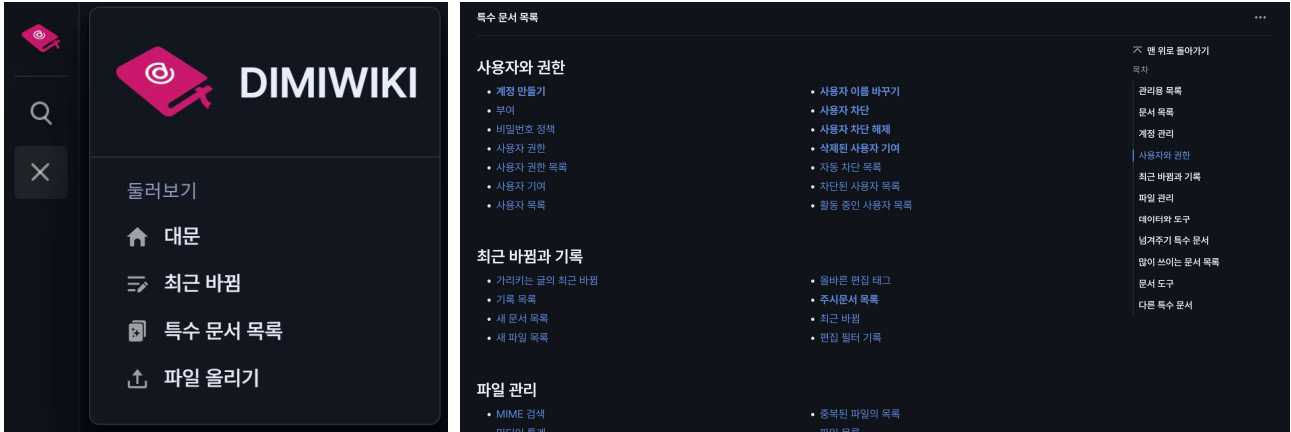 @
DIMIWIKI
둘러보기
대문
최근 바뀜
특수 문서 목록
파일 올리기
특수 문서 목록
사용자와 권한
계정 만들기
부여
비밀번호 정책
사용자 권한
사용자 권한 목록
사용자 기여
사용자 목록
사용자 이름 바꾸기
사용자 차단
사용자 차단 해제
삭제된 사용자 기여
자동 차단 목록
차단된 사용자 목록
활동 중인 사용자 목록
최근 바뀜과 기록
가리키는 글의 최근 바뀜
기록 목록
새 문서 목록
새 파일 목록
올바른 편집 태그
주시문서 목록
최근 바뀜
편집 필터 기록
파일 관리
MIME 검색
중복된 파일의 목록
맨 위로 돌아가기
목차
관리용 목록
문서 목록
계정 관리
사용자와 권한
최근 바뀜과 기록
파일 관리
데이터와 도구
넘겨주기 특수 문서
많이 쓰이는 문서 목록
문서 도구
다른 특수 문서